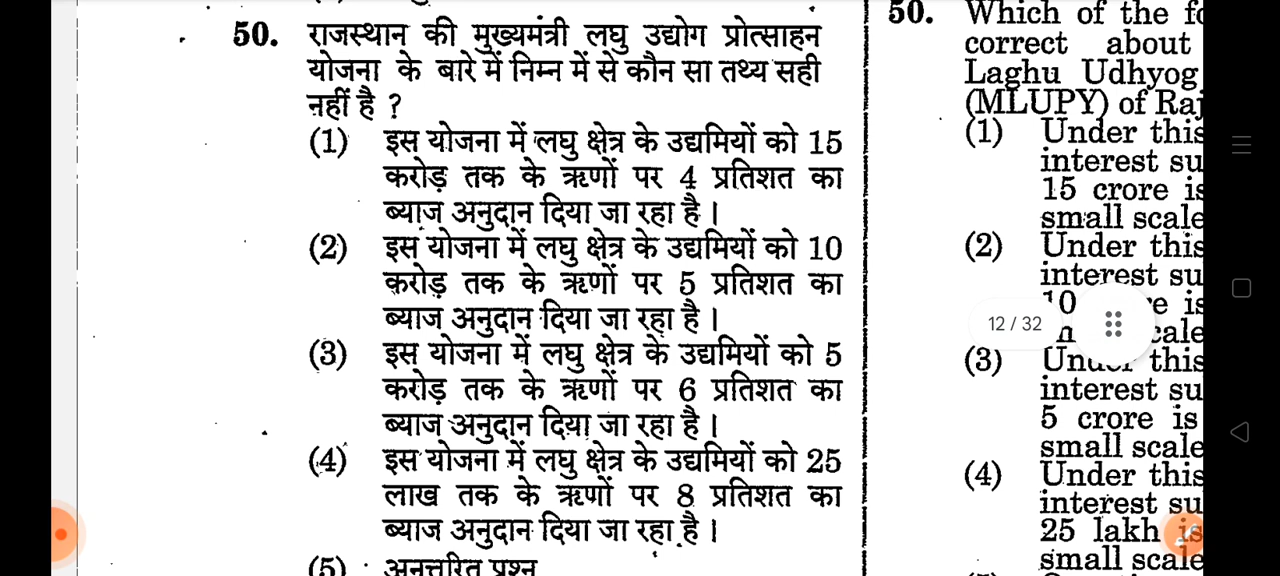 50. राजस्थान की मुख्यमंत्री लघु उद्योग प्रोत्साहन
योजना के बारे में निम्न में से कौन सा तथ्य सही
नहीं है ?
(1) इस योजना में लघु क्षेत्र के उद्यमियों को 15
करोड़ तक के ऋणों पर 4 प्रतिशत का
ब्याज अनुदान दिया जा रहा है ।
(2) इस योजना में लघु क्षेत्र के उद्यमियों को 10
करोड़ तक के ऋणों पर 5 प्रतिशत का
ब्याज अनुदान दिया जा रहा है ।
(3) इस योजना में लघु क्षेत्र के उद्यमियों को 5
करोड़ तक के ऋणों पर 6 प्रतिशत का
ब्याज अनुदान दिया जा रहा है ।
(4) इस योजना में लघु क्षेत्र के उद्यमियों को 25
लाख तक के ऋणों पर 8 प्रतिशत का
ब्याज अनुदान दिया जा रहा है ।
(5) अनुत्तरित प्रश्न
50. Which of the
correct about
Laghu Udhyog
(MLUPY) of
(1) Under this
interest
15 crore is
small scale
(2) Under this
interest
10
(3) this
interest
5 crore is
small scale
(4) Under this
interest
25 lakh
small scale
12 / 32